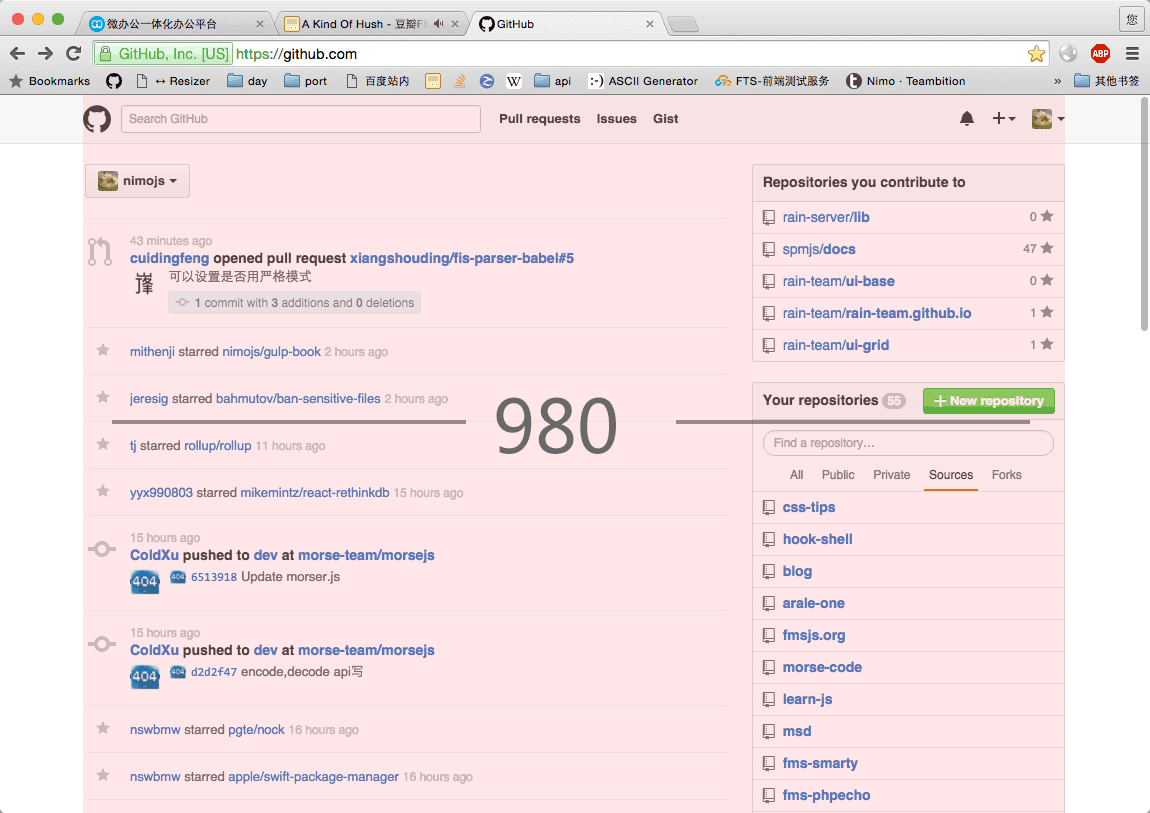 微办公一体化办公平台
A Kind Of Hush - 豆瓣F
GitHub
您
GitHub, Inc. [US] https://github.com
ABP
Bookmarks
↔ Resizer
day
port
百度站内
W
api
:-) ASCII Generator
FTS-前端测试服务
t Nimo · Teambition
»
其他书签
Search GitHub
Pull requests Issues Gist
nimojs
43 minutes ago
cuidingfeng opened pull request xiangshouding/fis-parser-babel#5
可以设置是否用严格模式
1 commit with 3 additions and 0 deletions
mithenji starred nimojs/gulp-book 2 hours ago
jeresig starred bahmutov/ban-sensitive-files 2 hours ago
980
tj starred rollup/rollup 11 hours ago
yyx990803 starred mikemintz/react-rethinkdb 15 hours ago
15 hours ago
ColdXu pushed to dev at morse-team/morsejs
404 404 6513918 Update morser.js
15 hours ago
ColdXu pushed to dev at morse-team/morsejs
404 404 d2d2f47 encode,decode api写
nswbmw starred pgte/nock 16 hours ago
nswbmw starred apple/swift-package-manager 16 hours ago
Repositories you contribute to
rain-server/lib 0
spmjs/docs 47
rain-team/ui-base 0
rain-team/rain-team.github.io 1
rain-team/ui-grid 1
Your repositories 55
New repository
Find a repository…
All Public Private Sources Forks
css-tips
hook-shell
blog
arale-one
fmsjs.org
morse-code
learn-js
msd
fms-smarty
fms-phpecho